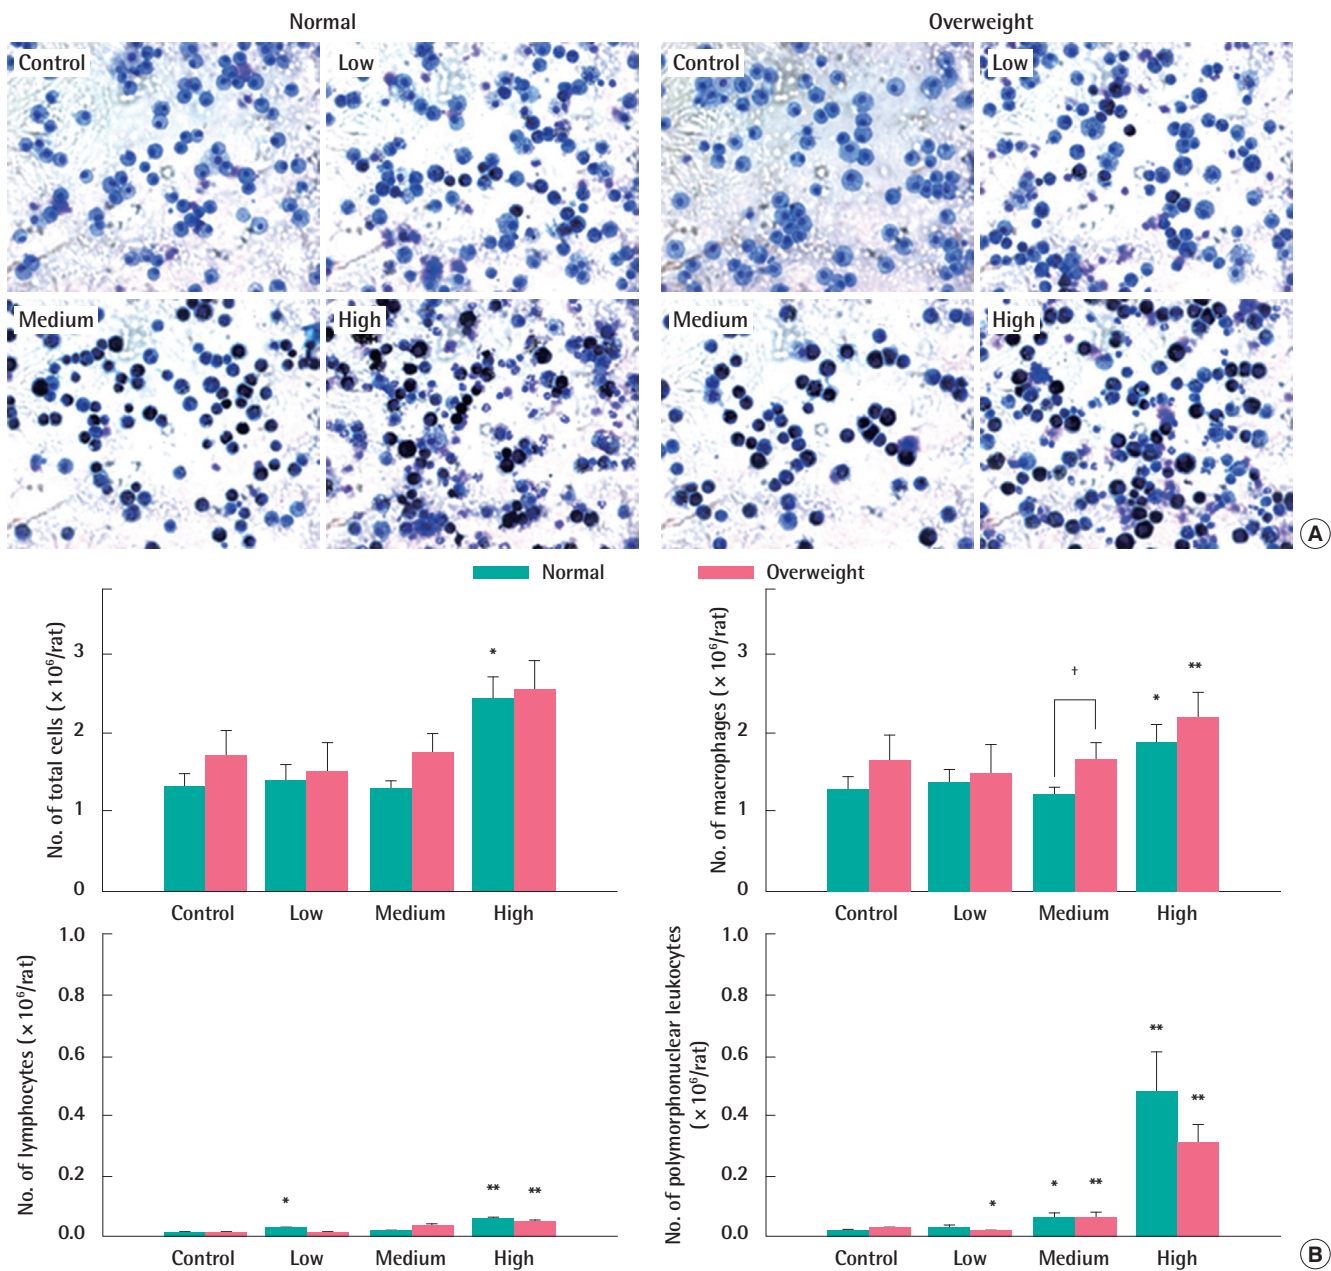 Normal
Overweight
Control
Low
Control
Low
Medium
High
Medium
High
A
Normal
Overweight
No. of total cells (×10⁶/rat)
3
2
1
0
*
Control Low Medium High
No. of macrophages (×10⁶/rat)
3
2
1
0
†
*
**
Control Low Medium High
No. of lymphocytes (×10⁶/rat)
1.0
0.8
0.6
0.4
0.2
0.0
*
**
**
Control Low Medium High
No. of polymorphonuclear leukocytes
(×10⁶/rat)
1.0
0.8
0.6
0.4
0.2
0.0
*
*
**
**
**
Control Low Medium High
B